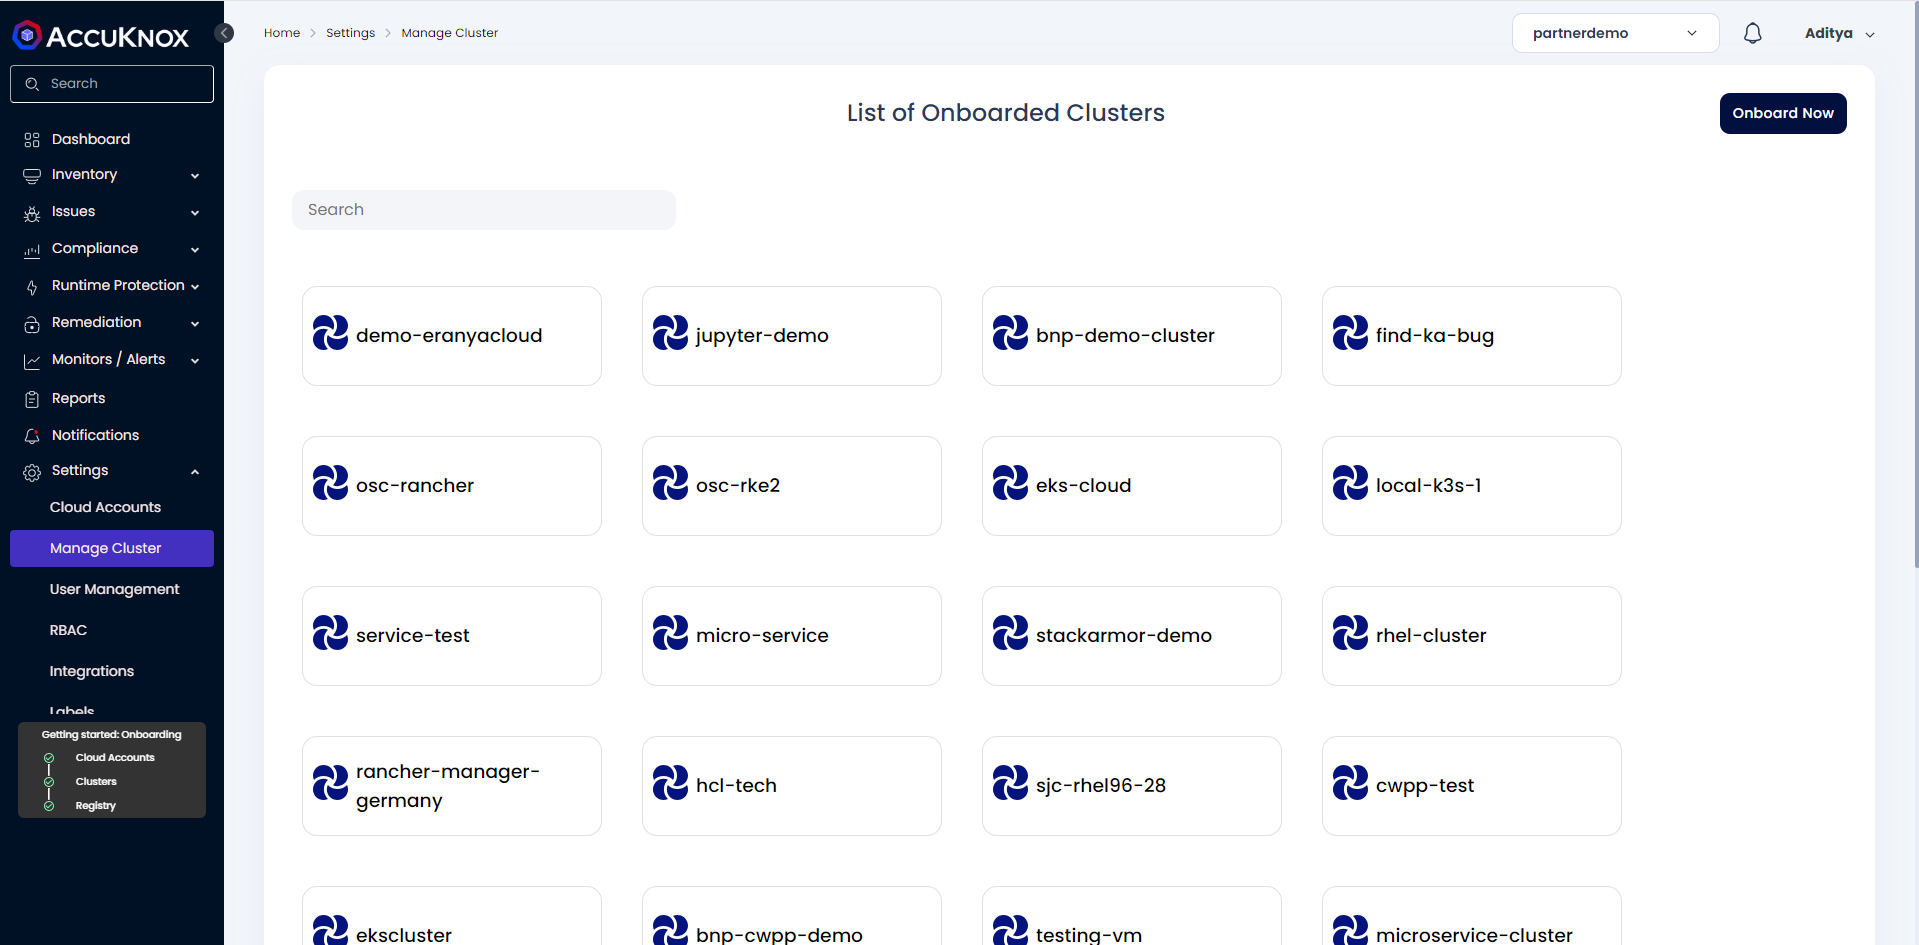 ACCUKNOX
Search
Dashboard
Inventory
Issues
Compliance
Runtime Protection
Remediation
Monitors / Alerts
Reports
Notifications
Settings
Cloud Accounts
Manage Cluster
User Management
RBAC
Integrations
Labels
Getting started: Onboarding
Cloud Accounts
Clusters
Registry
Home > Settings > Manage Cluster
partnerdemo
Aditya
List of Onboarded Clusters
Onboard Now
Search
demo-eranyacloud
jupyter-demo
bnp-demo-cluster
find-ka-bug
osc-rancher
osc-rke2
eks-cloud
local-k3s-1
service-test
micro-service
stackarmor-demo
rhel-cluster
rancher-manager-
germany
hcl-tech
sjc-rhel96-28
cwpp-test
ekscluster
bnp-cwpp-demo
testing-vm
microservice-cluster